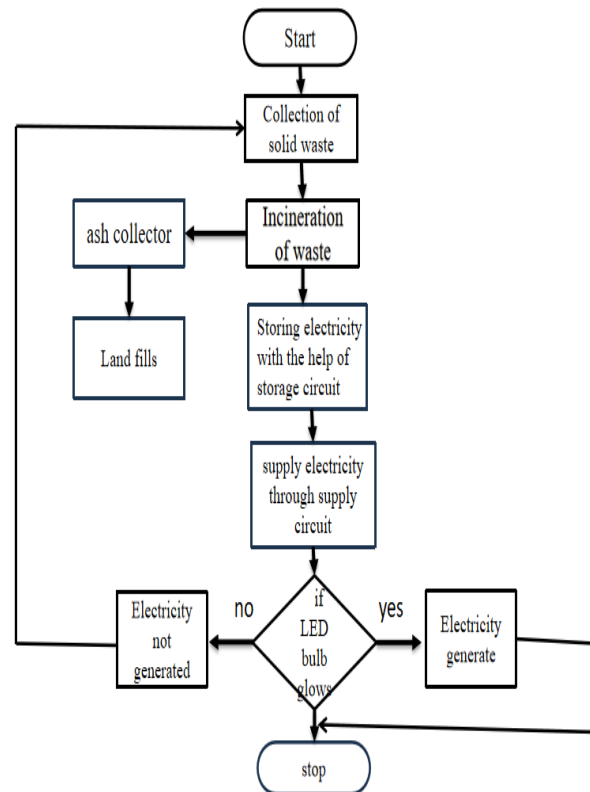 Start
Collection of
solid waste
ash collector
Incineration
of waste
Land fills
Storing electricity
with the help of
storage circuit
supply electricity
through supply
circuit
Electricity
not
generated
no
if
LED
bulb
glows
yes
Electricity
generate
stop